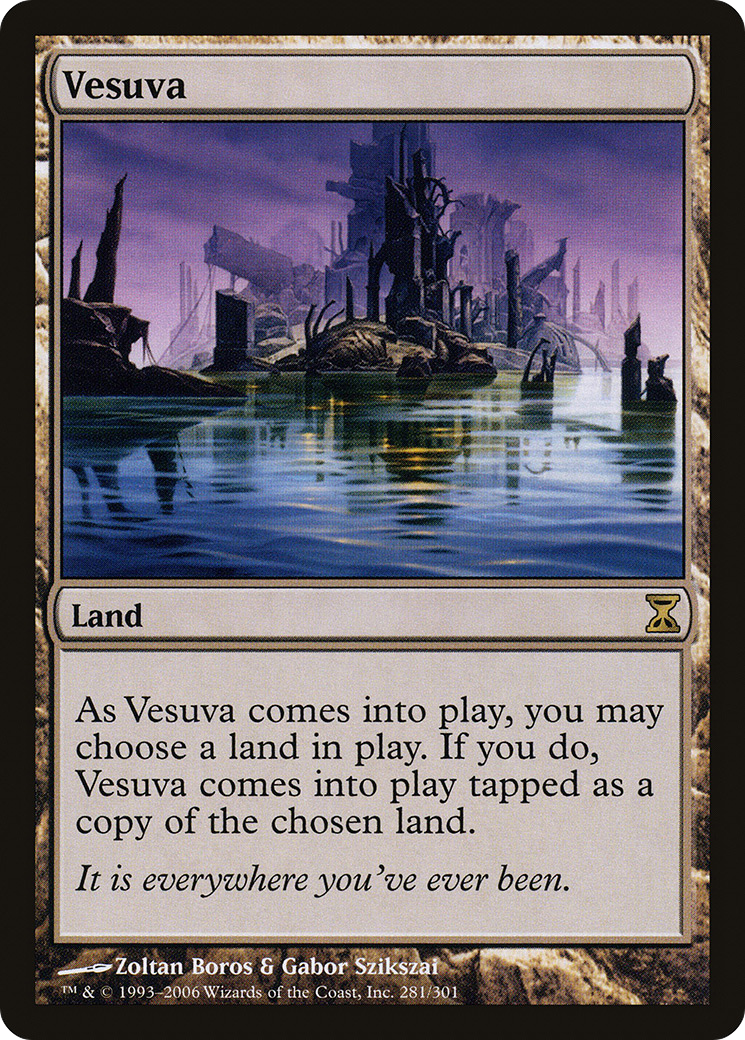 Vesuva
Land
As Vesuva comes into play, you may
choose a land in play. If you do,
Vesuva comes into play tapped as a
copy of the chosen land.
It is everywhere you've ever been.
Zoltan Boros & Gabor Szikszai
™ & © 1993–2006 Wizards of the Coast, Inc. 281/301